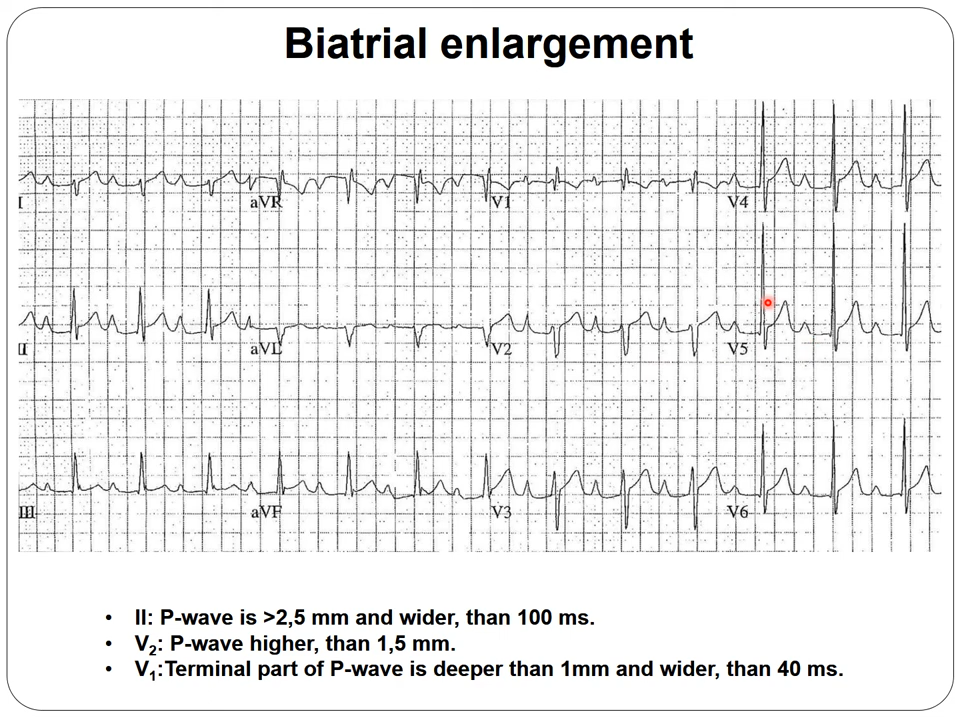 Biatrial enlargement
I aVR V1 V4
II aVL V2 V5
III aVF V3 V6
• II: P-wave is >2,5 mm and wider, than 100 ms.
• V₂: P-wave higher, than 1,5 mm.
• V₁:Terminal part of P-wave is deeper than 1mm and wider, than 40 ms.